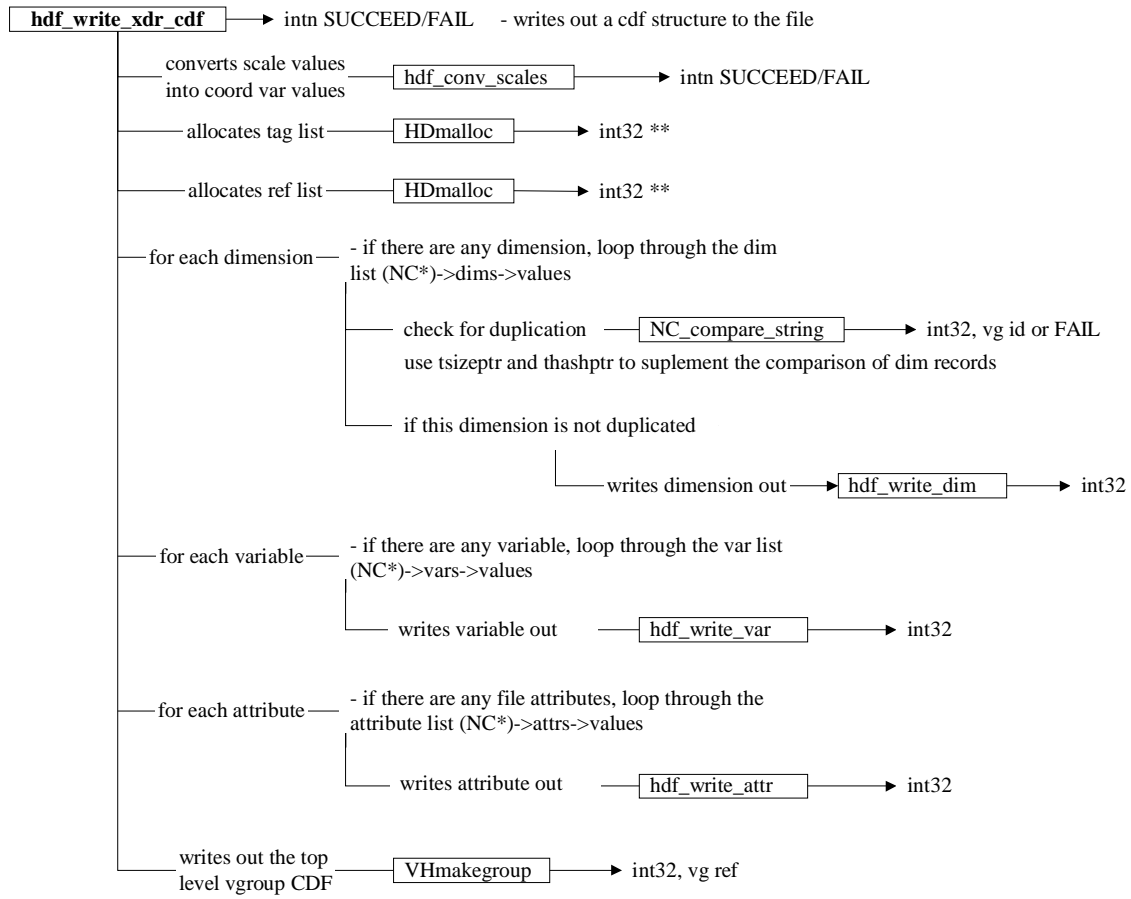 hdf_write_xdr_cdf intn SUCCEED/FAIL - writes out a cdf structure to the file
converts scale values
into coord var values
hdf_conv_scales intn SUCCEED/FAIL
allocates tag list HDmalloc int32 **
allocates ref list HDmalloc int32 **
for each dimension - if there are any dimension, loop through the dim
list (NC*)->dims->values
check for duplication NC_compare_string int32, vg id or FAIL
use tsizeptr and thashptr to suplement the comparison of dim records
if this dimension is not duplicated
writes dimension out hdf_write_dim int32
for each variable - if there are any variable, loop through the var list
(NC*)->vars->values
writes variable out hdf_write_var int32
for each attribute - if there are any file attributes, loop through the
attribute list (NC*)->attrs->values
writes attribute out hdf_write_attr int32
writes out the top
level vgroup CDF
VHmakegroup int32, vg ref